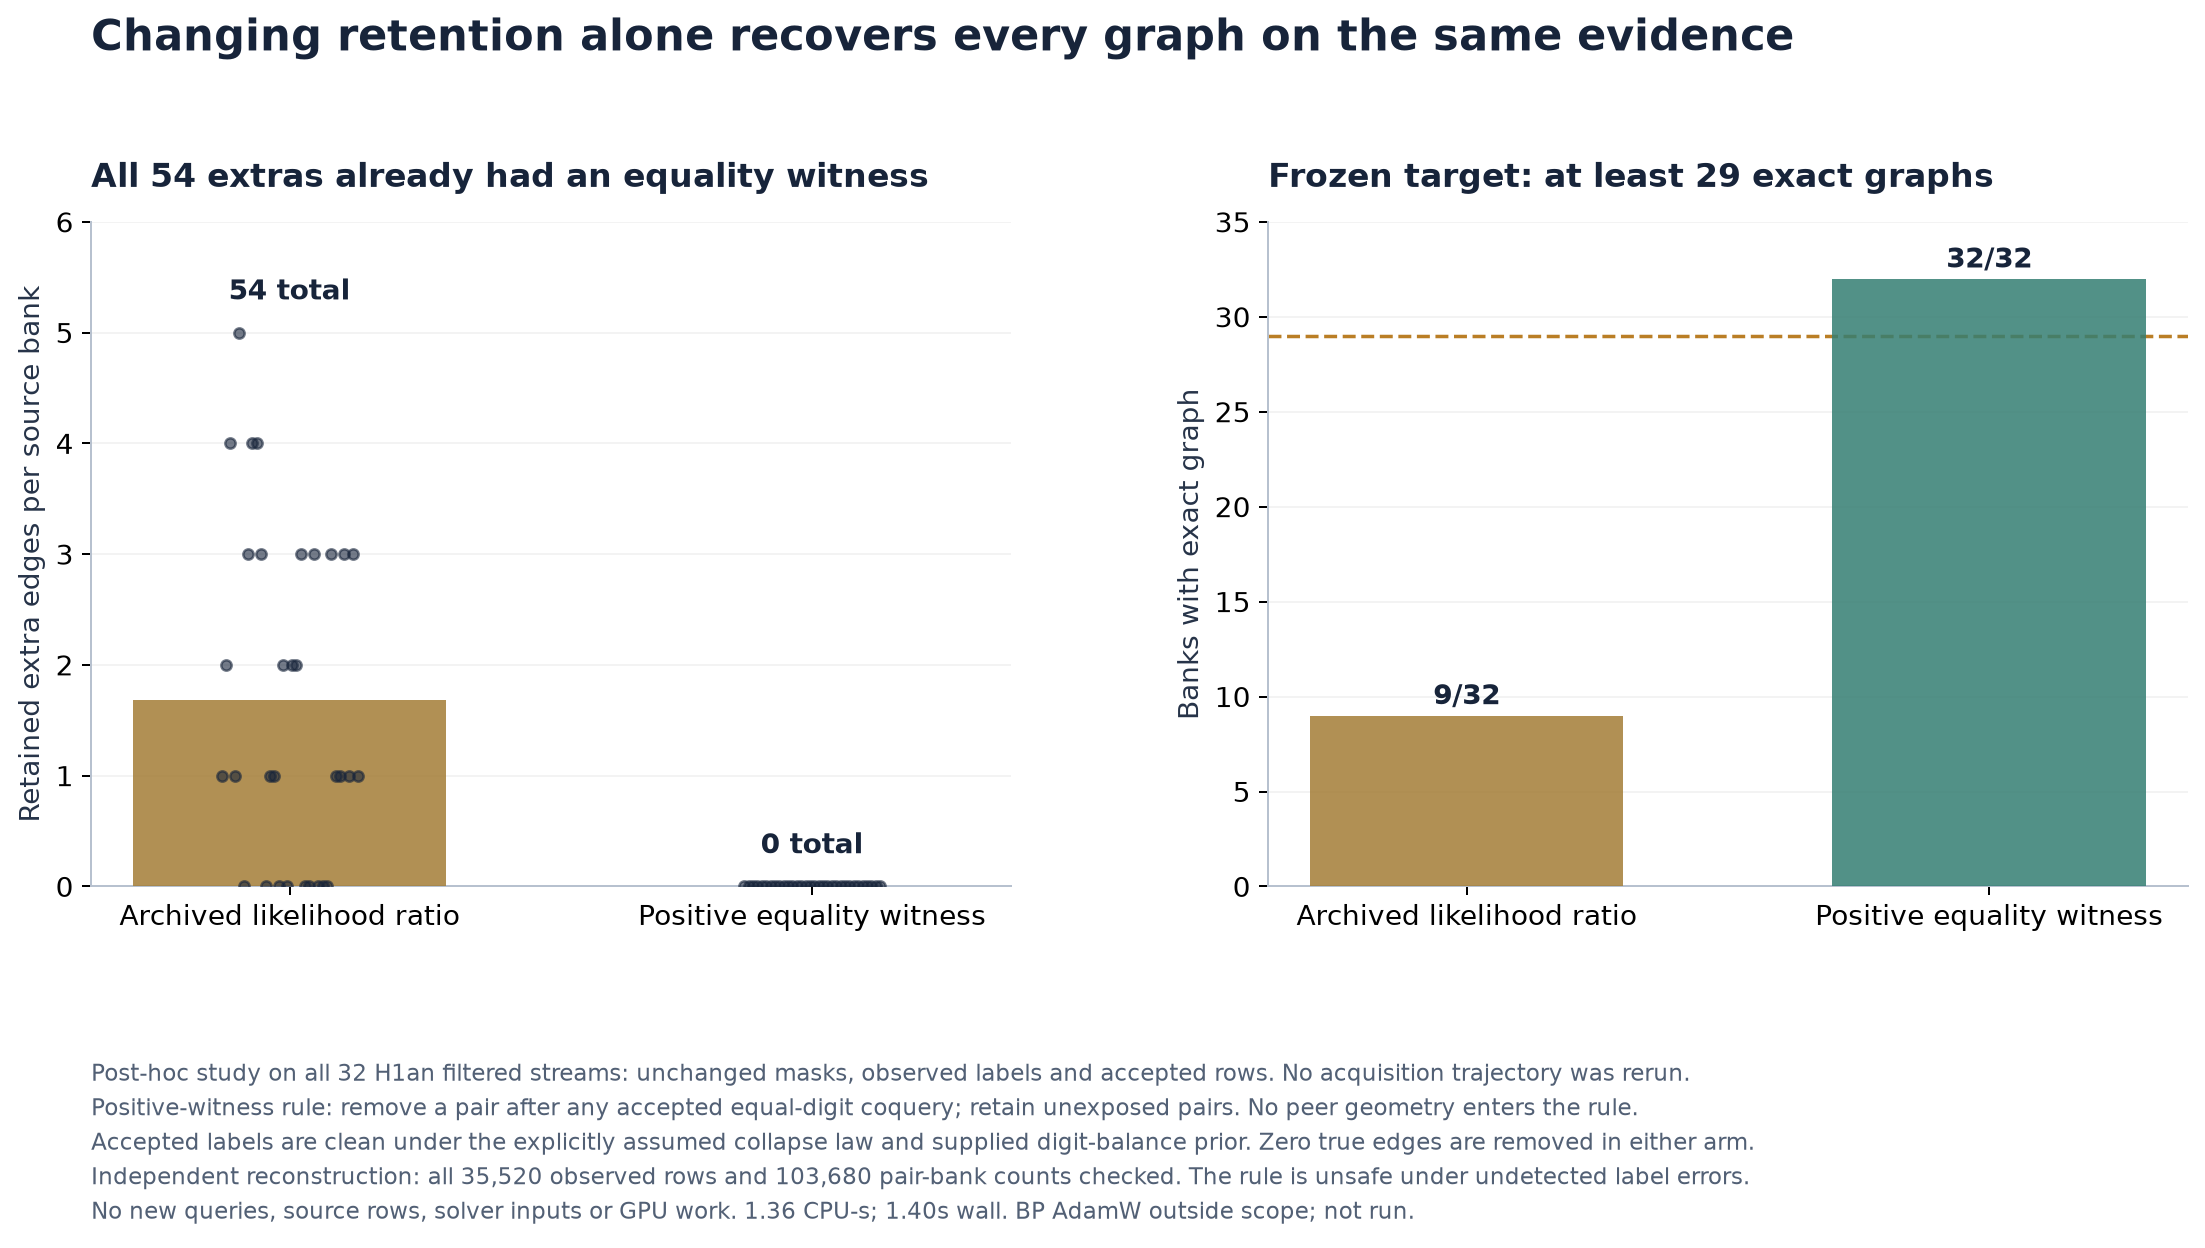 Changing retention alone recovers every graph on the same evidence
All 54 extras already had an equality witness
Retained extra edges per source bank
6
5
4
3
2
1
0
54 total
0 total
Archived likelihood ratio
Positive equality witness
Frozen target: at least 29 exact graphs
Banks with exact graph
35
30
25
20
15
10
5
0
9/32
32/32
Archived likelihood ratio
Positive equality witness
Post-hoc study on all 32 H1an filtered streams: unchanged masks, observed labels and accepted rows. No acquisition trajectory was rerun.
Positive-witness rule: remove a pair after any accepted equal-digit coquery; retain unexposed pairs. No peer geometry enters the rule.
Accepted labels are clean under the explicitly assumed collapse law and supplied digit-balance prior. Zero true edges are removed in either arm.
Independent reconstruction: all 35,520 observed rows and 103,680 pair-bank counts checked. The rule is unsafe under undetected label errors.
No new queries, source rows, solver inputs or GPU work. 1.36 CPU-s; 1.40s wall. BP AdamW outside scope; not run.